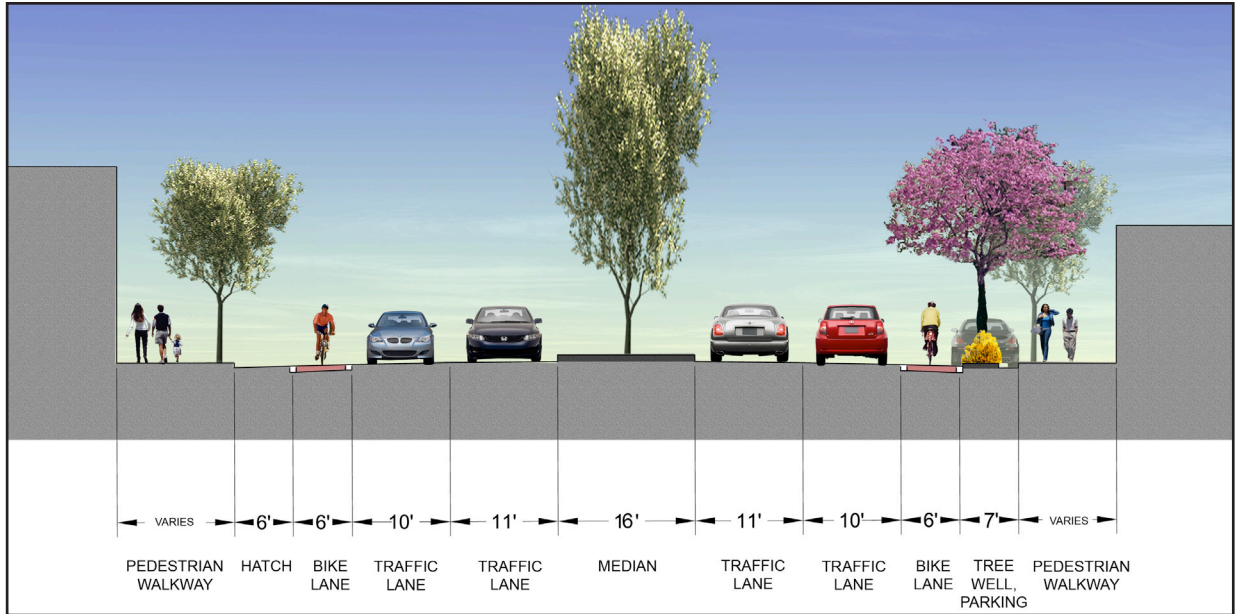 VARIES 6' 6' 10' 11' 16' 11' 10' 6' 7' VARIES
PEDESTRIAN WALKWAY
HATCH
BIKE LANE
TRAFFIC LANE
TRAFFIC LANE
MEDIAN
TRAFFIC LANE
TRAFFIC LANE
BIKE LANE
TREE WELL, PARKING
PEDESTRIAN WALKWAY